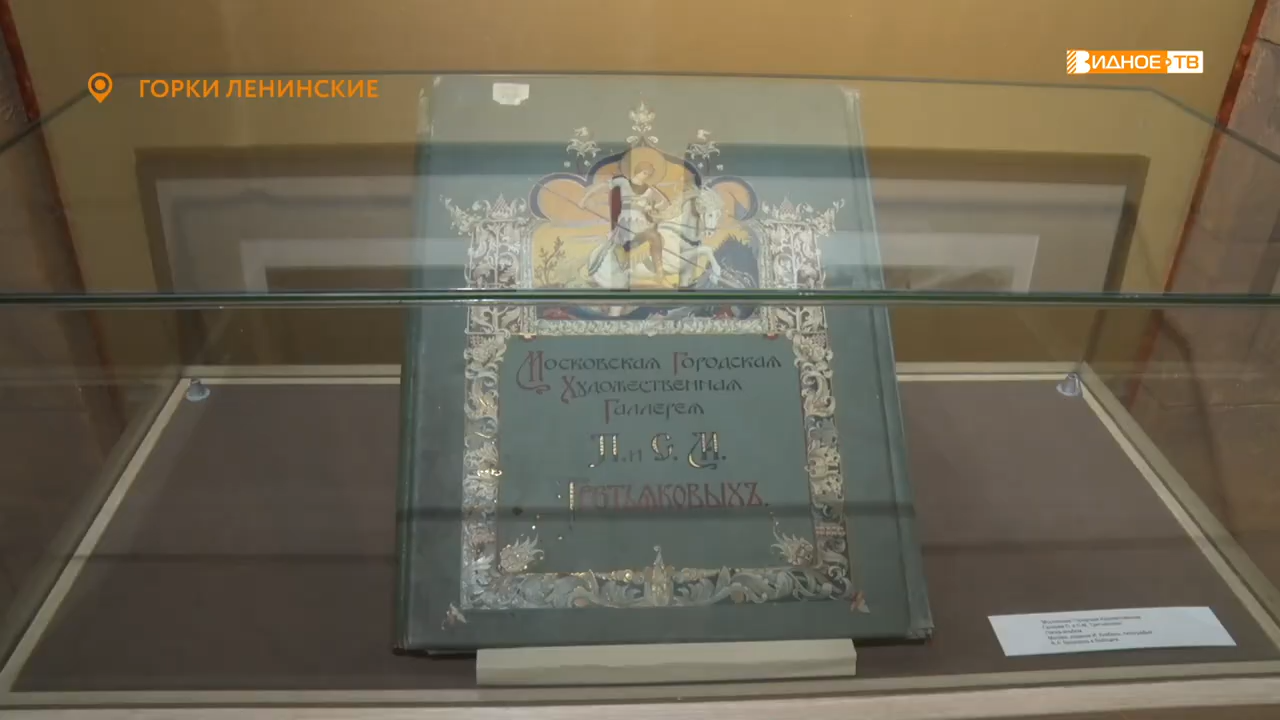 ГОРКИ ЛЕНИНСКИЕ
ВИДНОЕ ТВ
Московская Городская
Художественная
Галлерея
П. и С. М.
Третьяковыхъ.